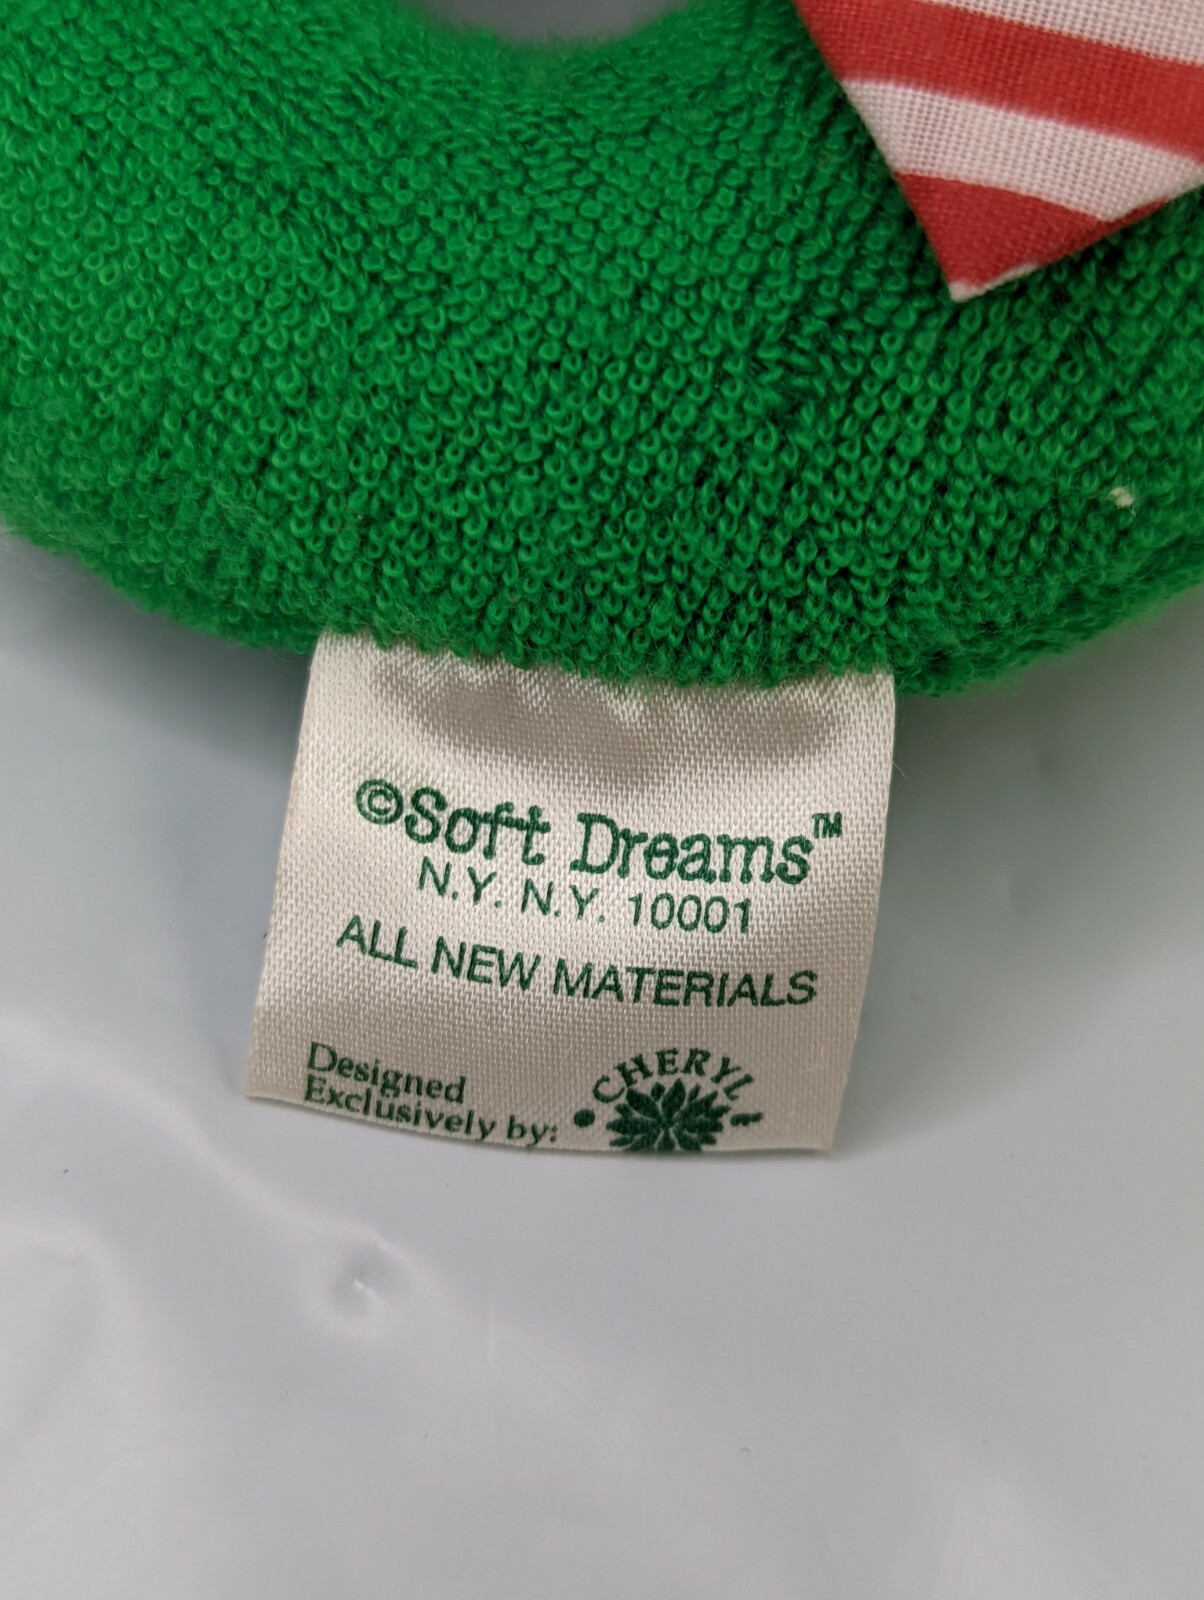 ©Soft Dreams™
N.Y. N.Y. 10001
ALL NEW MATERIALS
Designed
Exclusively by:
CHERYL